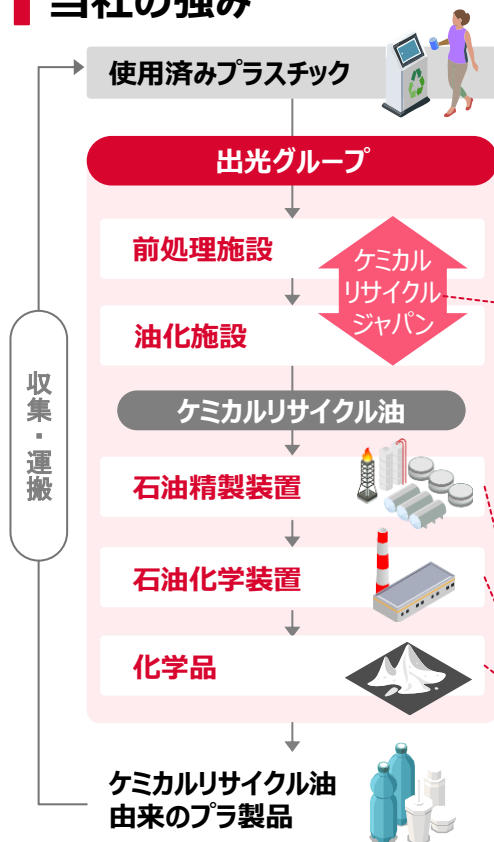 当社の強み
使用済みプラスチック
出光グループ
前処理施設
ケミカル
リサイクル
ジャパン
油化施設
ケミカルリサイクル油
収集・運搬
石油精製装置
石油化学装置
化学品
ケミカルリサイクル油
由来のプラ製品